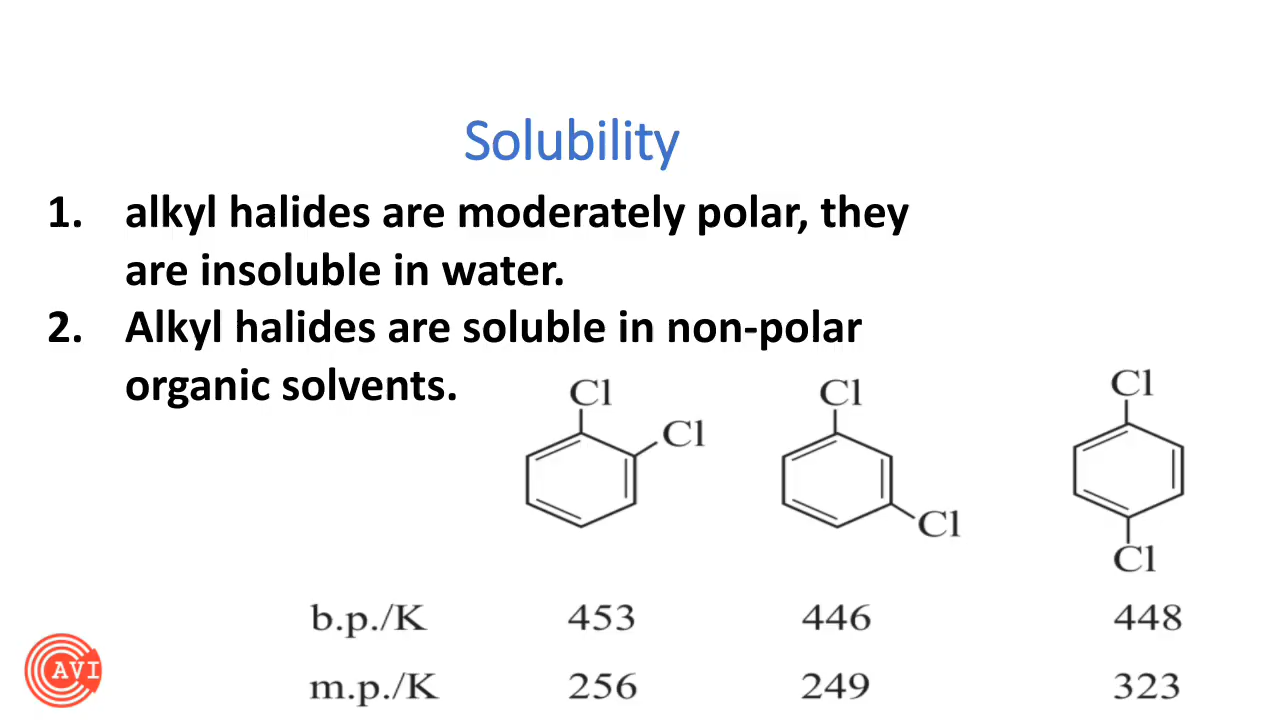 Solubility
1. alkyl halides are moderately polar, they
are insoluble in water.
2. Alkyl halides are soluble in non-polar
organic solvents.
Cl Cl Cl
Cl
Cl
Cl
b.p./K 453 446 448
m.p./K 256 249 323
AVI